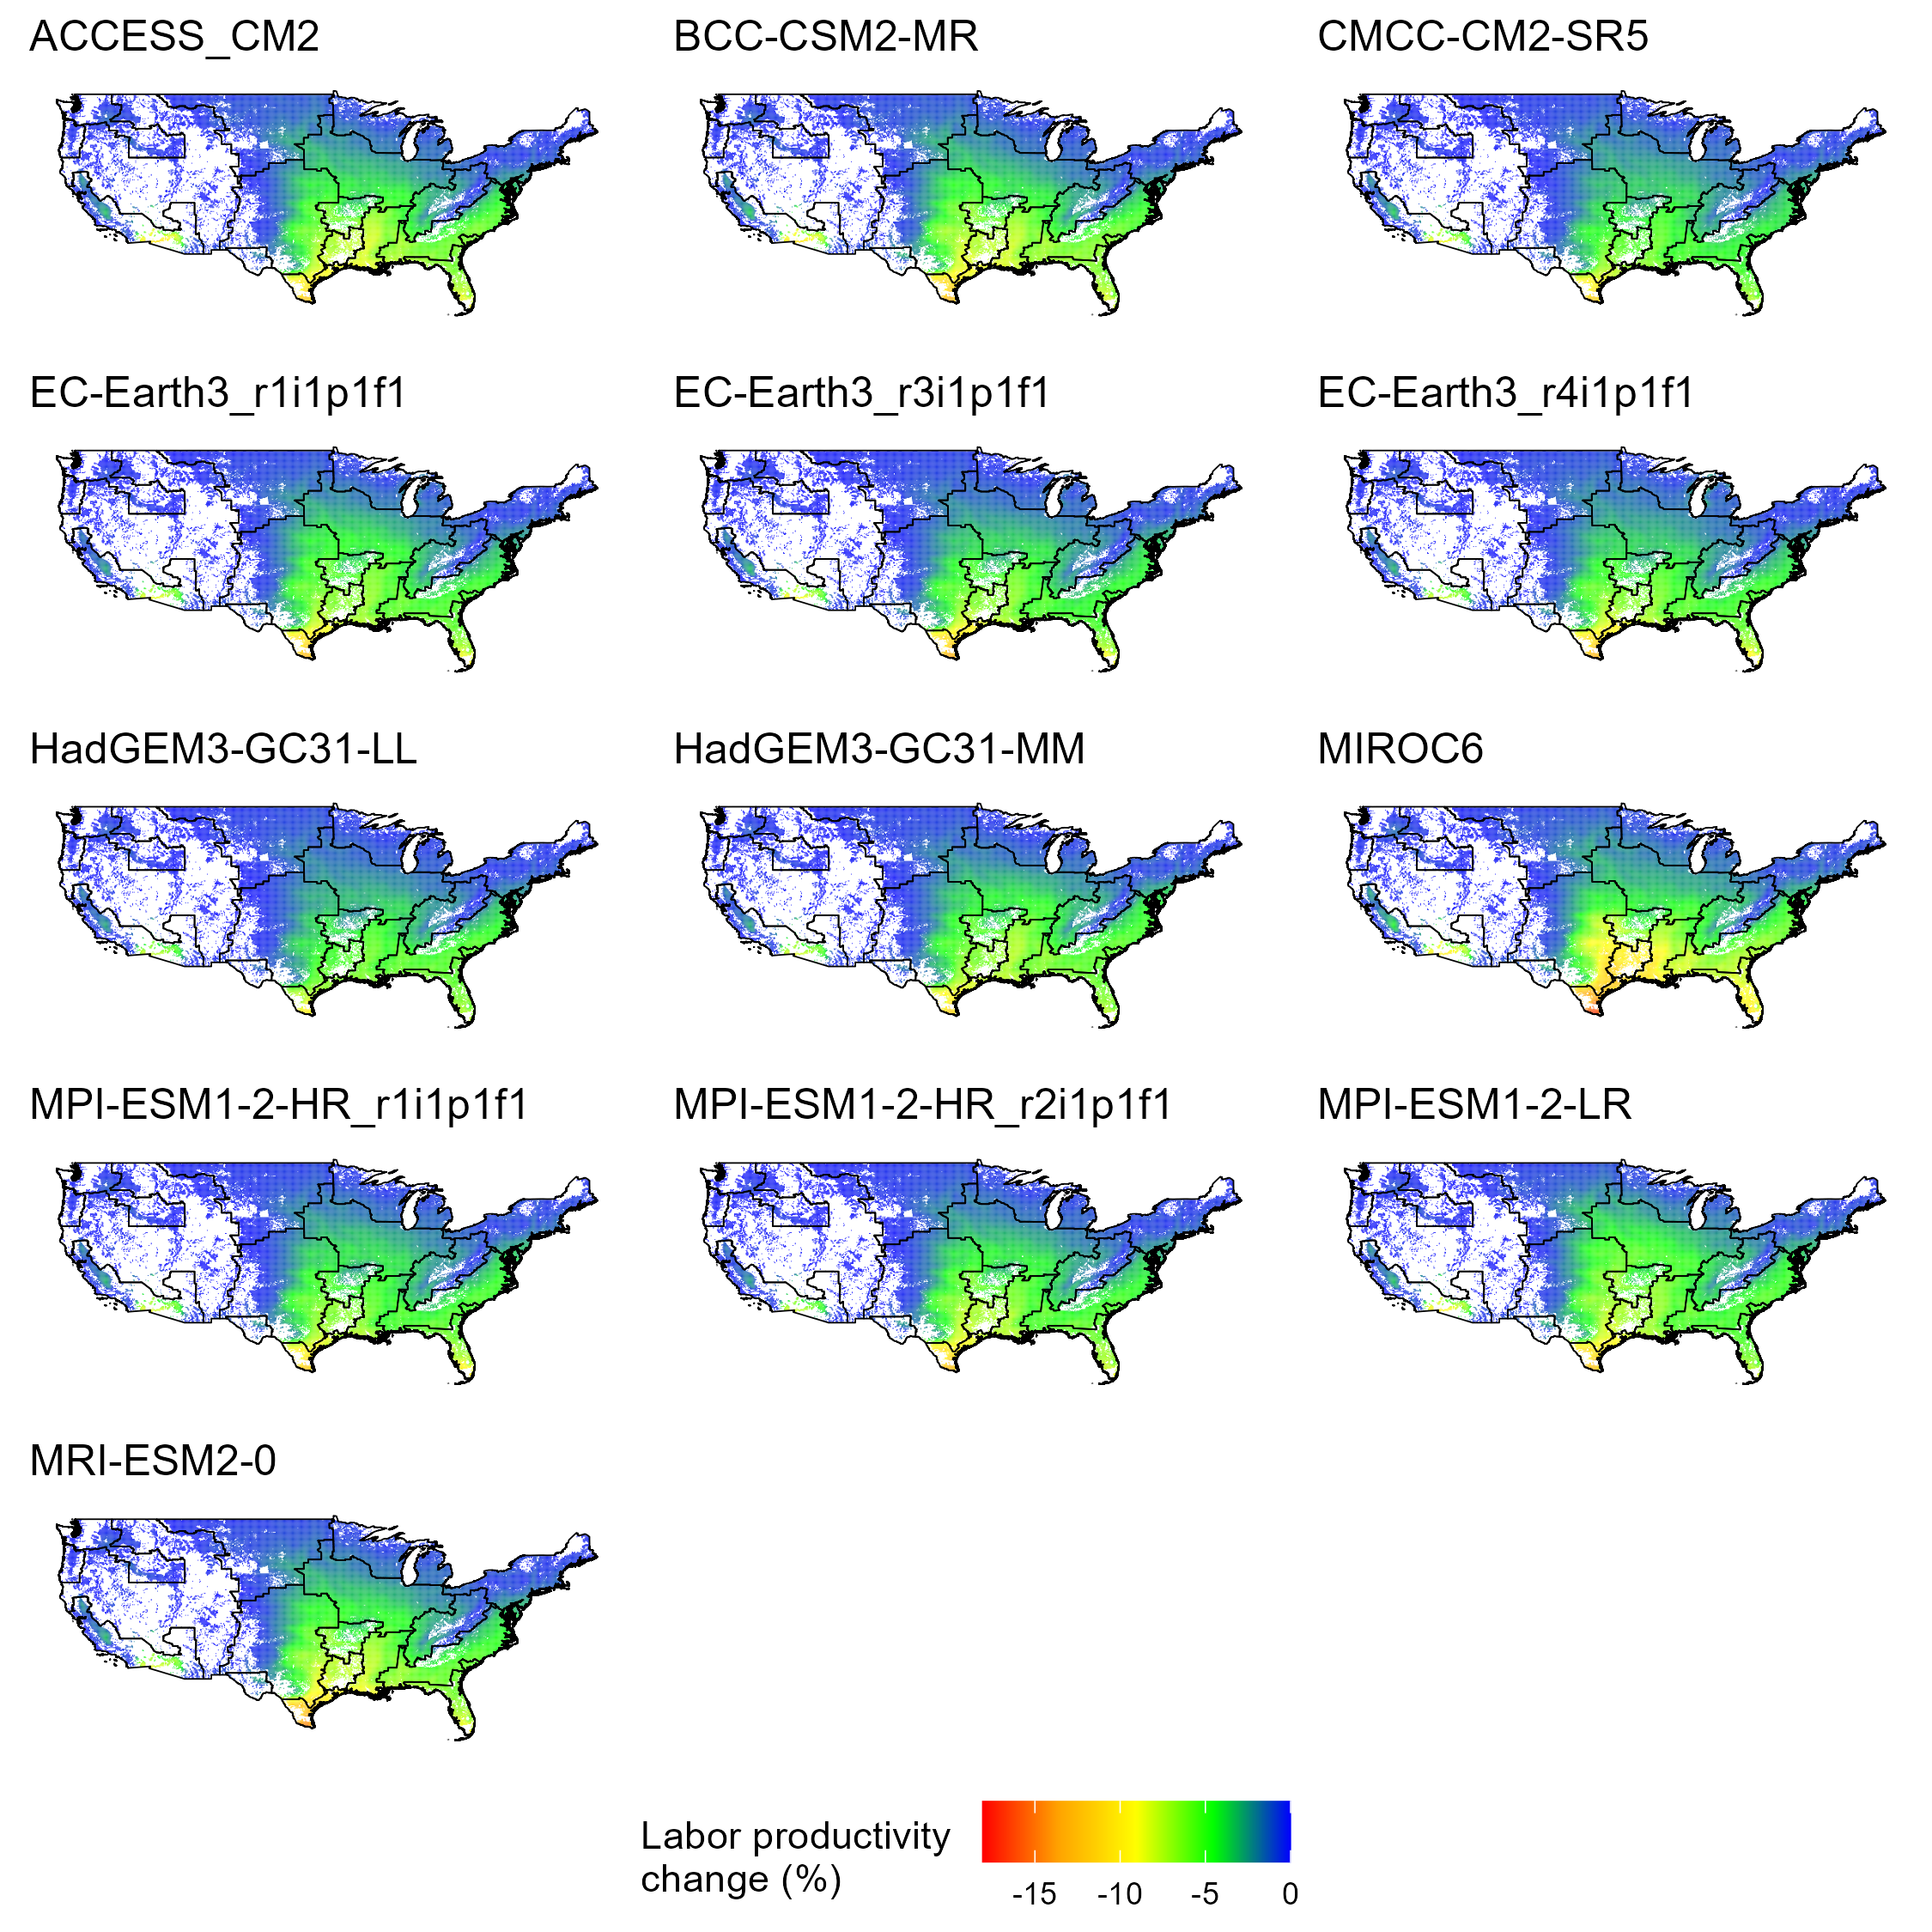 ACCESS_CM2
BCC-CSM2-MR
CMCC-CM2-SR5
EC-Earth3_r1i1p1f1
EC-Earth3_r3i1p1f1
EC-Earth3_r4i1p1f1
HadGEM3-GC31-LL
HadGEM3-GC31-MM
MIROC6
MPI-ESM1-2-HR_r1i1p1f1
MPI-ESM1-2-HR_r2i1p1f1
MPI-ESM1-2-LR
MRI-ESM2-0
Labor productivity
change (%)
-15 -10 -5 0